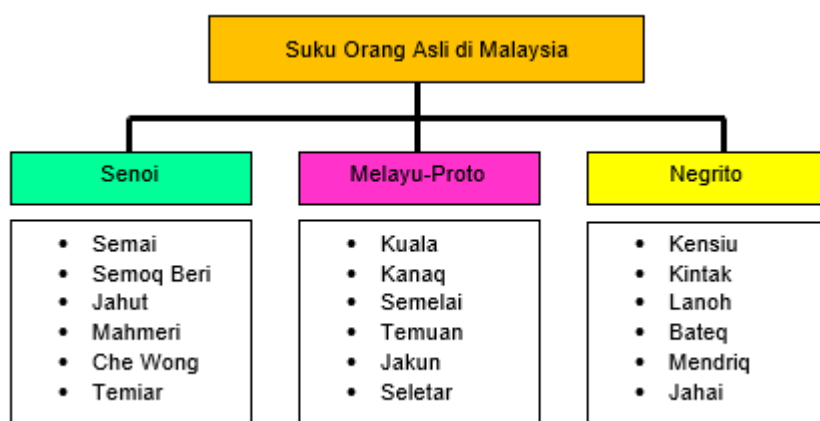 Suku Orang Asli di Malaysia
Senoi
Melayu-Proto
Negrito
• Semai
• Semoq Beri
• Jahut
• Mahmeri
• Che Wong
• Temiar
• Kuala
• Kanaq
• Semelai
• Temuan
• Jakun
• Seletar
• Kensiu
• Kintak
• Lanoh
• Bateq
• Mendriq
• Jahai